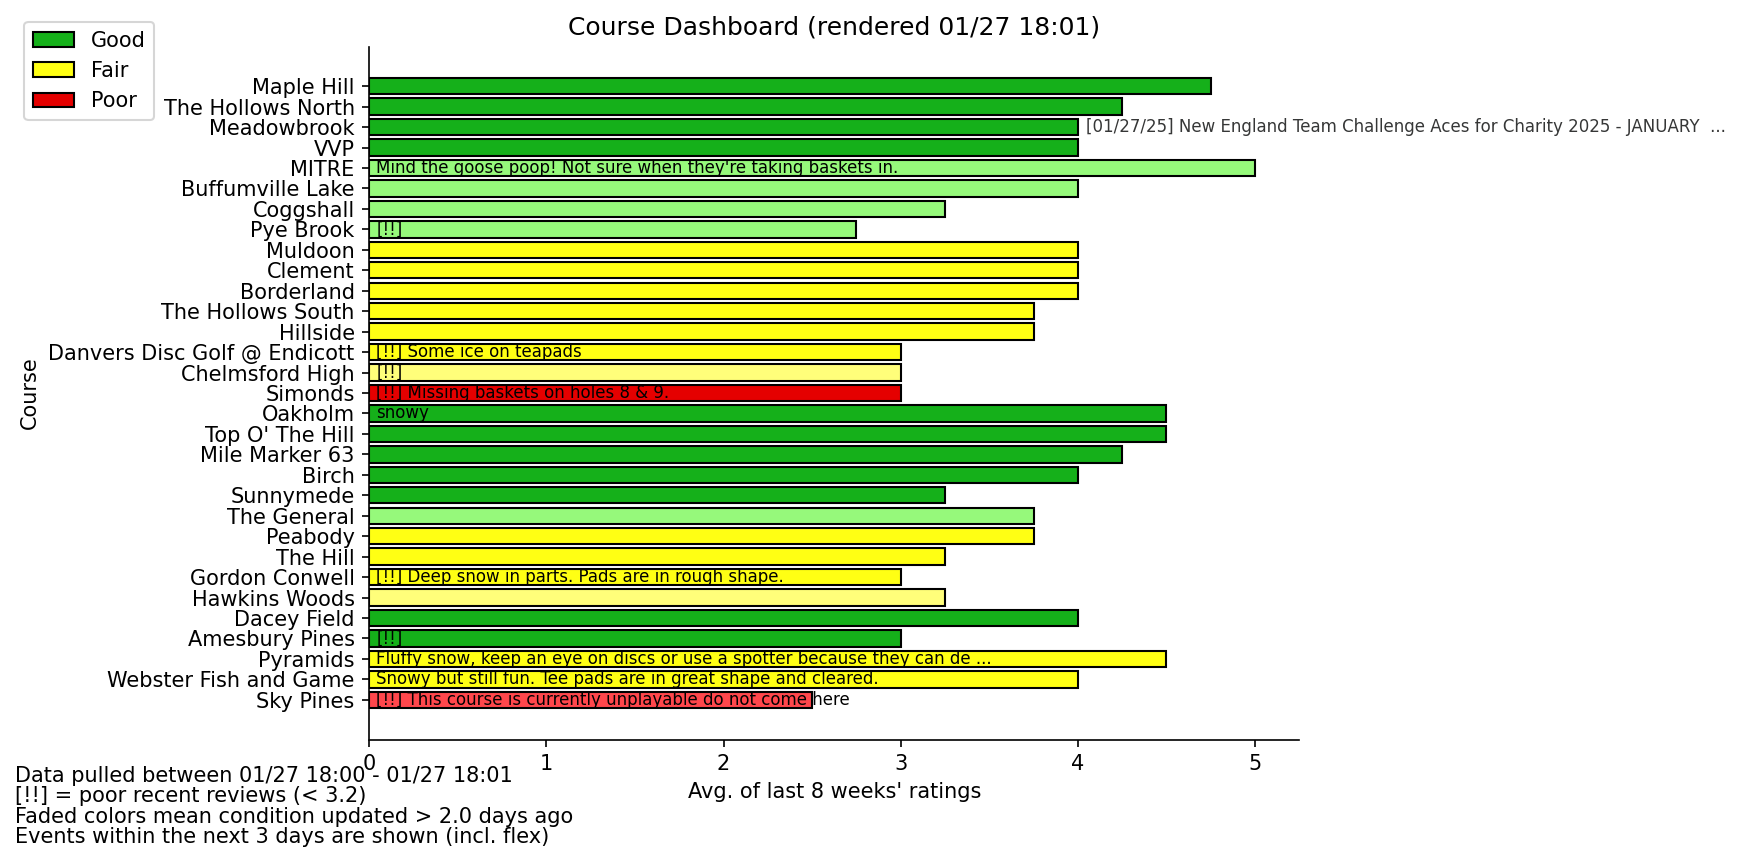 Course Dashboard (rendered 01/27 18:01)
Good
Fair
Poor
Course
Maple Hill
The Hollows North
Meadowbrook [01/27/25] New England Team Challenge Aces for Charity 2025 - JANUARY ...
VVP
MITRE Mind the goose poop! Not sure when they're taking baskets in.
Buffumville Lake
Coggshall
Pye Brook [!!]
Muldoon
Clement
Borderland
The Hollows South
Hillside
Danvers Disc Golf @ Endicott [!!] Some ice on teapads
Chelmsford High [!!]
Simonds [!!] Missing baskets on holes 8 & 9.
Oakholm snowy
Top O' The Hill
Mile Marker 63
Birch
Sunnymede
The General
Peabody
The Hill
Gordon Conwell [!!] Deep snow in parts. Pads are in rough shape.
Hawkins Woods
Dacey Field
Amesbury Pines [!!]
Pyramids Fluffy snow, keep an eye on discs or use a spotter because they can de ...
Webster Fish and Game Snowy but still fun. Tee pads are in great shape and cleared.
Sky Pines [!!] This course is currently unplayable do not come here
0 1 2 3 4 5
Avg. of last 8 weeks' ratings
Data pulled between 01/27 18:00 - 01/27 18:01
[!!] = poor recent reviews (< 3.2)
Faded colors mean condition updated > 2.0 days ago
Events within the next 3 days are shown (incl. flex)